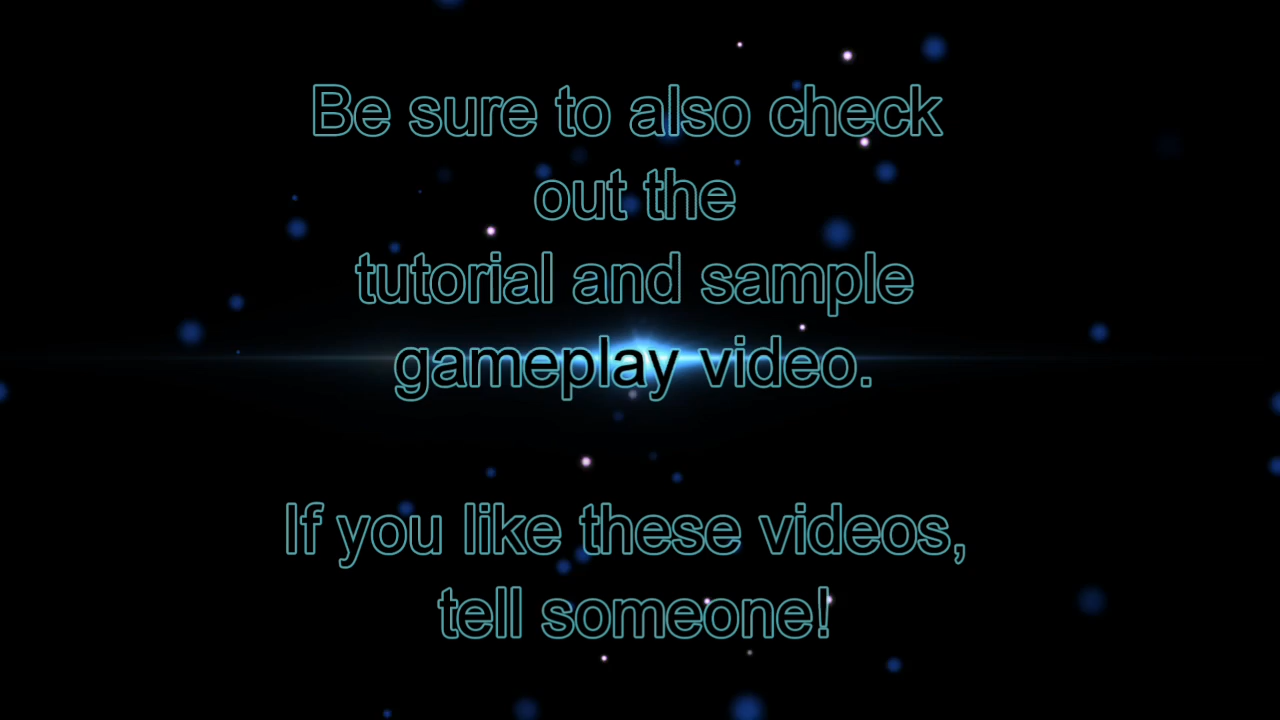 Be sure to also check
out the
tutorial and sample
gameplay video.
If you like these videos,
tell someone!